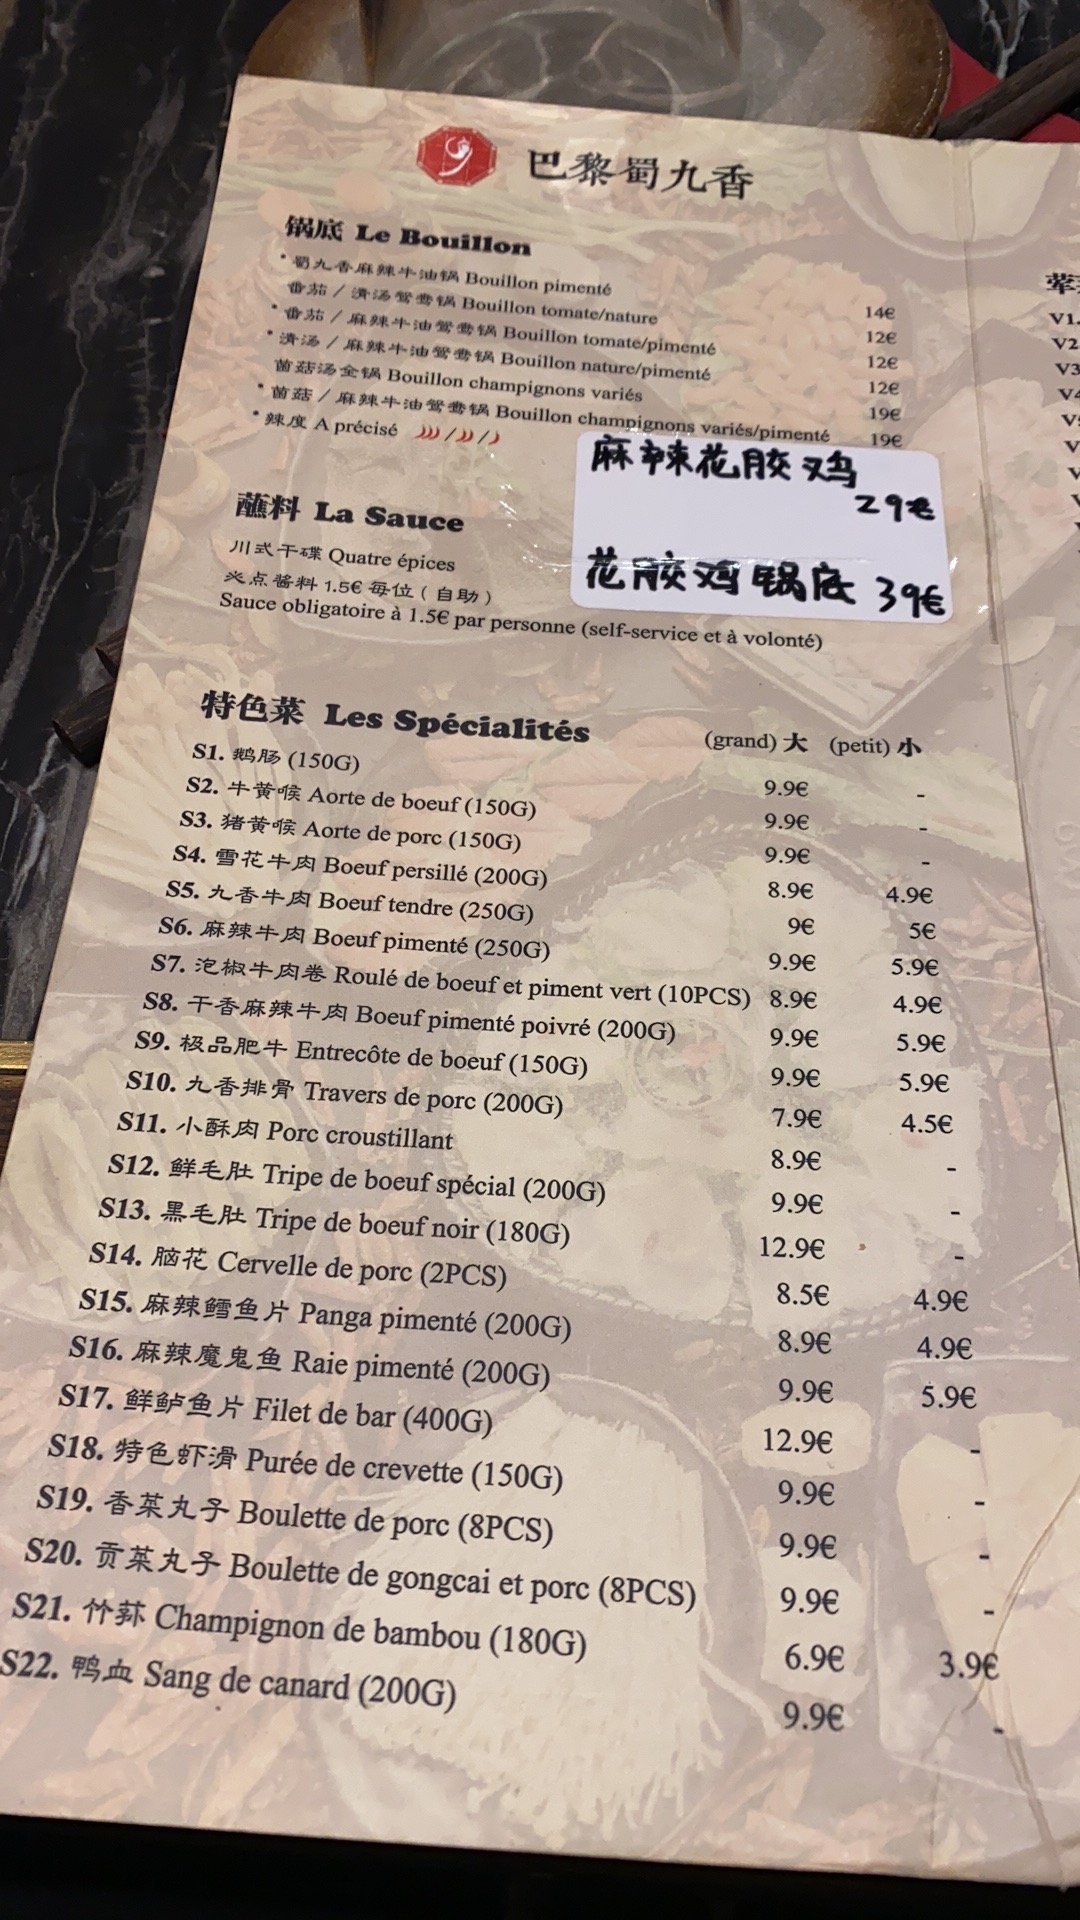 巴黎蜀九香
锅底 Le Bouillon
* 蜀九香麻辣牛油锅 Bouillon pimenté 14€
番茄 / 清汤鸳鸯锅 Bouillon tomate/nature 12€
* 番茄 / 麻辣牛油鸳鸯锅 Bouillon tomate/pimenté 12€
* 清汤 / 麻辣牛油鸳鸯锅 Bouillon nature/pimenté 12€
菌菇汤全锅 Bouillon champignons variés 19€
* 菌菇 / 麻辣牛油鸳鸯锅 Bouillon champignons variés/pimenté 19€
* 辣度 A précisé
麻辣花胶鸡
29€
花胶鸡锅底 39€
蘸料 La Sauce
川式干碟 Quatre épices
火点酱料 1.5€ 每位 ( 自助 )
Sauce obligatoire à 1.5€ par personne (self-service et à volonté)
特色菜 Les Spécialités (grand) 大 (petit) 小
S1. 鹅肠 (150G) 9.9€ -
S2. 牛黄喉 Aorte de boeuf (150G) 9.9€ -
S3. 猪黄喉 Aorte de porc (150G) 9.9€ -
S4. 雪花牛肉 Boeuf persillé (200G) 8.9€ 4.9€
S5. 九香牛肉 Boeuf tendre (250G) 9€ 5€
S6. 麻辣牛肉 Boeuf pimenté (250G) 9.9€ 5.9€
S7. 泡椒牛肉卷 Roulé de boeuf et piment vert (10PCS) 8.9€ 4.9€
S8. 干香麻辣牛肉 Boeuf pimenté poivré (200G) 9.9€ 5.9€
S9. 极品肥牛 Entrecôte de boeuf (150G) 9.9€ 5.9€
S10. 九香排骨 Travers de porc (200G) 7.9€ 4.5€
S11. 小酥肉 Porc croustillant 8.9€ -
S12. 鲜毛肚 Tripe de boeuf spécial (200G) 9.9€ -
S13. 黑毛肚 Tripe de boeuf noir (180G) 12.9€ -
S14. 脑花 Cervelle de porc (2PCS) 8.5€ 4.9€
S15. 麻辣鳕鱼片 Panga pimenté (200G) 8.9€ 4.9€
S16. 麻辣魔鬼鱼 Raie pimenté (200G) 9.9€ 5.9€
S17. 鲜鲈鱼片 Filet de bar (400G) 12.9€ -
S18. 特色虾滑 Purée de crevette (150G) 9.9€ -
S19. 香菜丸子 Boulette de porc (8PCS) 9.9€ -
S20. 贡菜丸子 Boulette de gongcai et porc (8PCS) 9.9€ -
S21. 竹荪 Champignon de bambou (180G) 6.9€ 3.9€
S22. 鸭血 Sang de canard (200G) 9.9€ -
V1.
V2
V3
V4